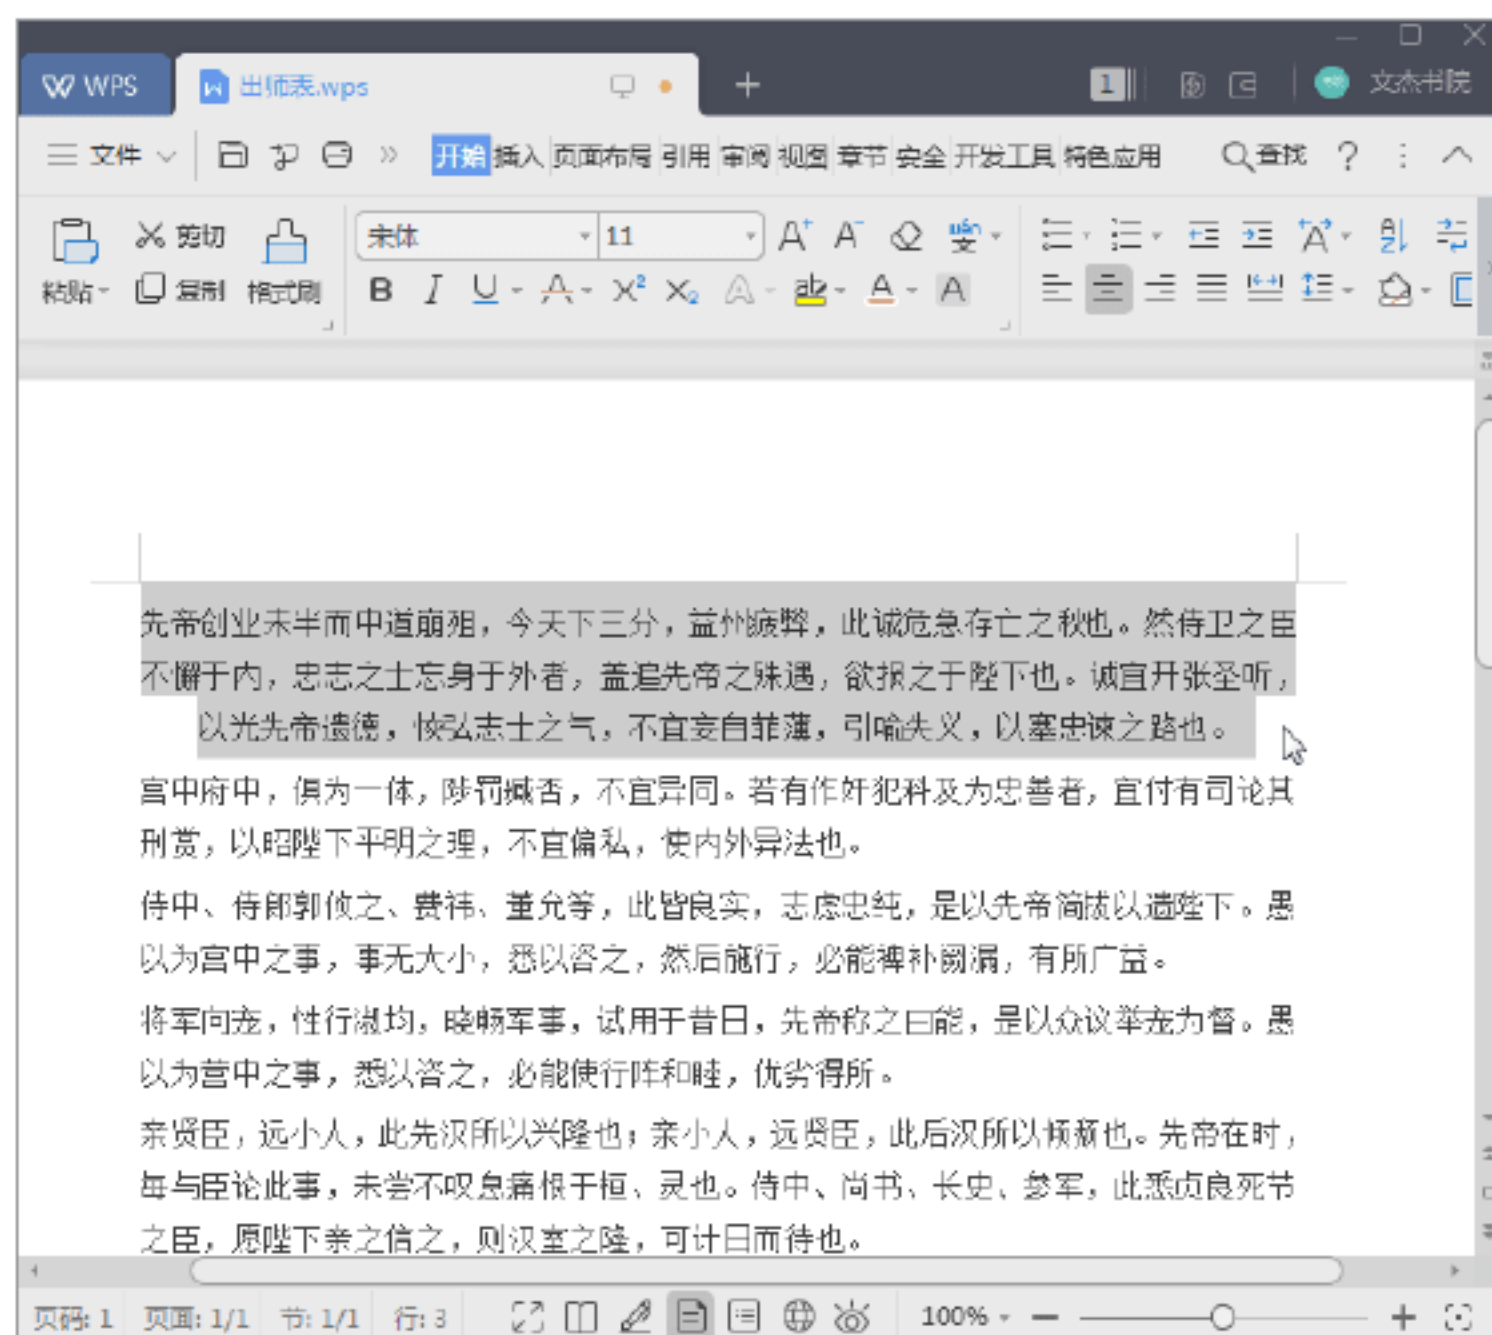 WPS 出师表.wps 1 文杰书院
文件 开始 插入 页面布局 引用 审阅 视图 章节 安全 开发工具 特色应用 查找
剪切 宋体 11
粘贴 复制 格式刷
先帝创业未半而中道崩殂，今天下三分，益州疲弊，此诚危急存亡之秋也。然侍卫之臣
不懈于内，忠志之士忘身于外者，盖追先帝之殊遇，欲报之于陛下也。诚宜开张圣听，
以光先帝遗德，恢弘志士之气，不宜妄自菲薄，引喻失义，以塞忠谏之路也。
宫中府中，俱为一体，陟罚臧否，不宜异同。若有作奸犯科及为忠善者，宜付有司论其
刑赏，以昭陛下平明之理，不宜偏私，使内外异法也。
侍中、侍郎郭攸之、费祎、董允等，此皆良实，志虑忠纯，是以先帝简拔以遗陛下。愚
以为宫中之事，事无大小，悉以咨之，然后施行，必能裨补阙漏，有所广益。
将军向宠，性行淑均，晓畅军事，试用于昔日，先帝称之曰能，是以众议举宠为督。愚
以为营中之事，悉以咨之，必能使行阵和睦，优劣得所。
亲贤臣，远小人，此先汉所以兴隆也；亲小人，远贤臣，此后汉所以倾颓也。先帝在时，
每与臣论此事，未尝不叹息痛恨于桓、灵也。侍中、尚书、长史、参军，此悉贞良死节
之臣，愿陛下亲之信之，则汉室之隆，可计日而待也。
页码: 1 页面: 1/1 节: 1/1 行: 3 100%